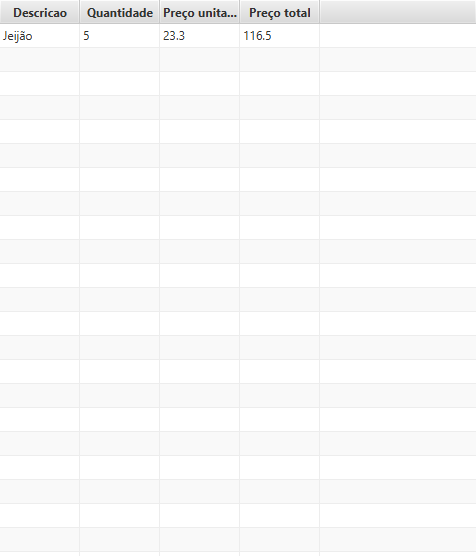 Descricao Quantidade Preço unita... Preço total
Jeijão 5 23.3 116.5